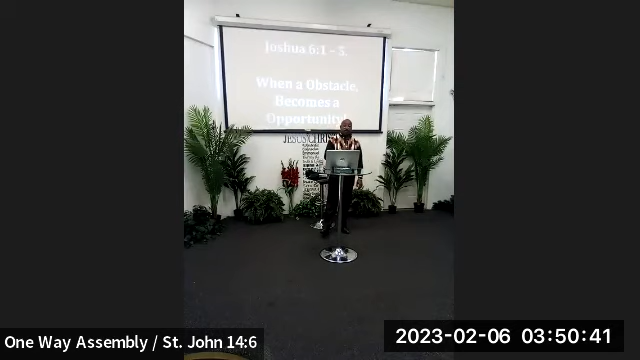 Joshua 6:1 - 5.
When a Obstacle,
Becomes a
Opportunity!
JESUS CHRIST
One Way Assembly / St. John 14:6
2023-02-06 03:50:41